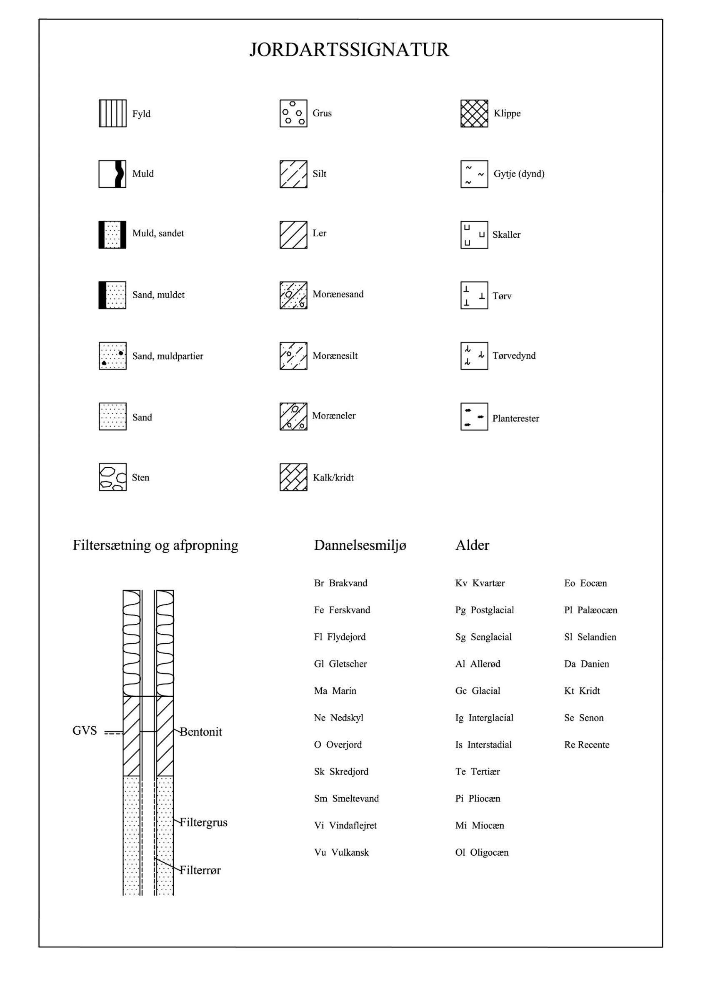 JORDARTSSIGNATUR
Fyld
Grus
Klippe
Muld
Silt
Gytje (dynd)
Muld, sandet
Ler
Skaller
Sand, muldet
Morænesand
Tørv
Sand, muldpartier
Morænesilt
Tørvedynd
Sand
Moræneler
Planterester
Sten
Kalk/kridt
Filtersætning og afpropning
GVS
Bentonit
Filtergrus
Filterrør
Dannelsesmiljø
Br Brakvand
Fe Ferskvand
Fl Flydejord
Gl Gletscher
Ma Marin
Ne Nedskyl
O Overjord
Sk Skredjord
Sm Smeltevand
Vi Vindaflejret
Vu Vulkansk
Alder
Kv Kvartær
Pg Postglacial
Sg Senglacial
Al Allerød
Gc Glacial
Ig Interglacial
Is Interstadial
Te Tertiær
Pi Pliocæn
Mi Miocæn
Ol Oligocæn
Eo Eocæn
Pl Palæocæn
Sl Selandien
Da Danien
Kt Kridt
Se Senon
Re Recente